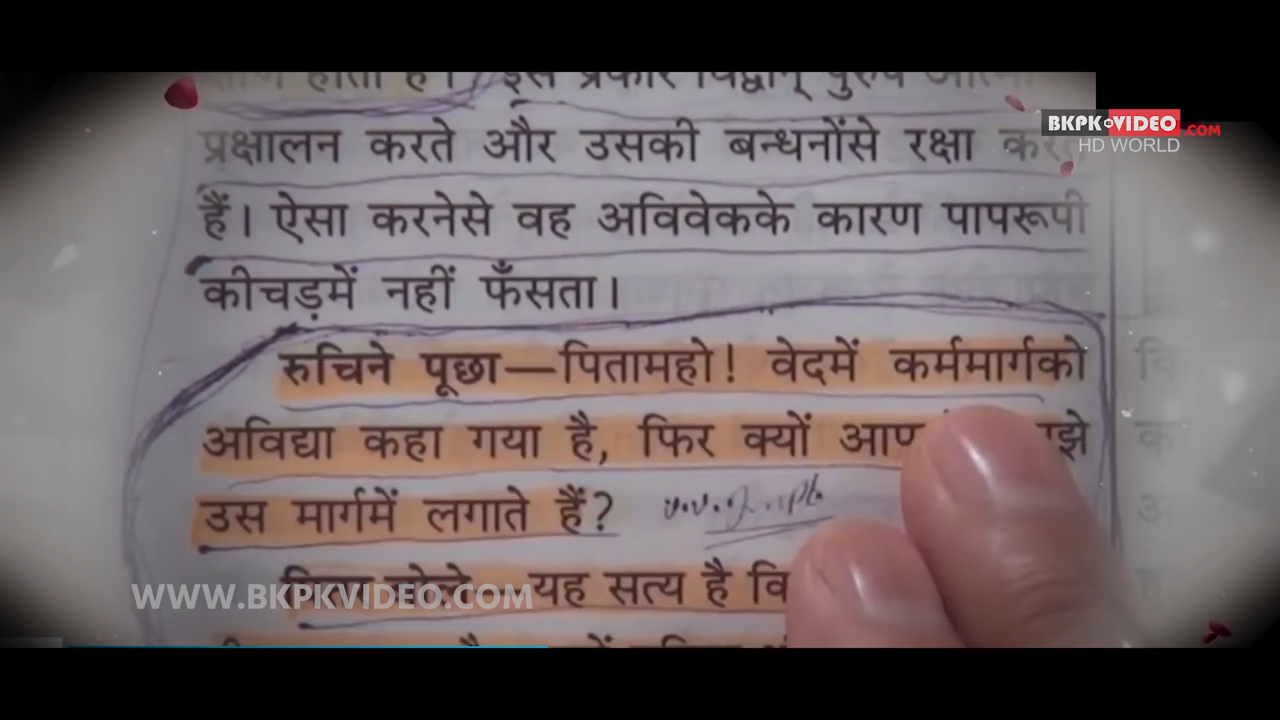 प्रक्षालन करते और उसकी बन्धनोंसे रक्षा करते
हैं। ऐसा करनेसे वह अविवेकके कारण पापरूपी
कीचड़में नहीं फँसता।
रुचिने पूछा—पितामहो! वेदमें कर्ममार्गको
अविद्या कहा गया है, फिर क्यों
उस मार्गमें लगाते हैं?
यह सत्य है
BKPK VIDEO.COM
HD WORLD
WWW.BKPKVIDEO.COM